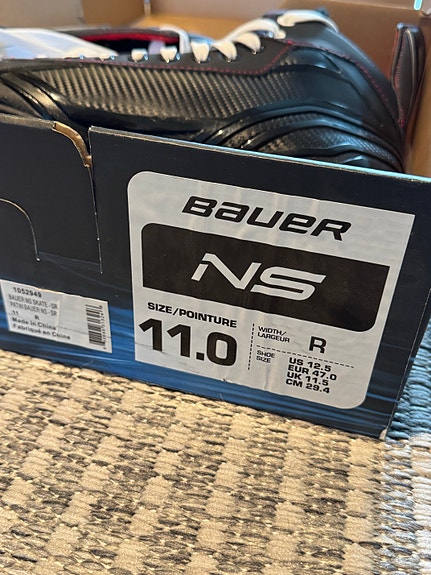 BAUER
NS
SIZE/POINTURE
11.0
WIDTH/
LARGEUR
R
SHOE
SIZE
US 12.5
EUR 47.0
UK 11.5
CM 29.4
1052949
BAUER NS SKATE -SR
PATIN BAUER NS - SR
11 R
Made in China
Fabriqué en Chine